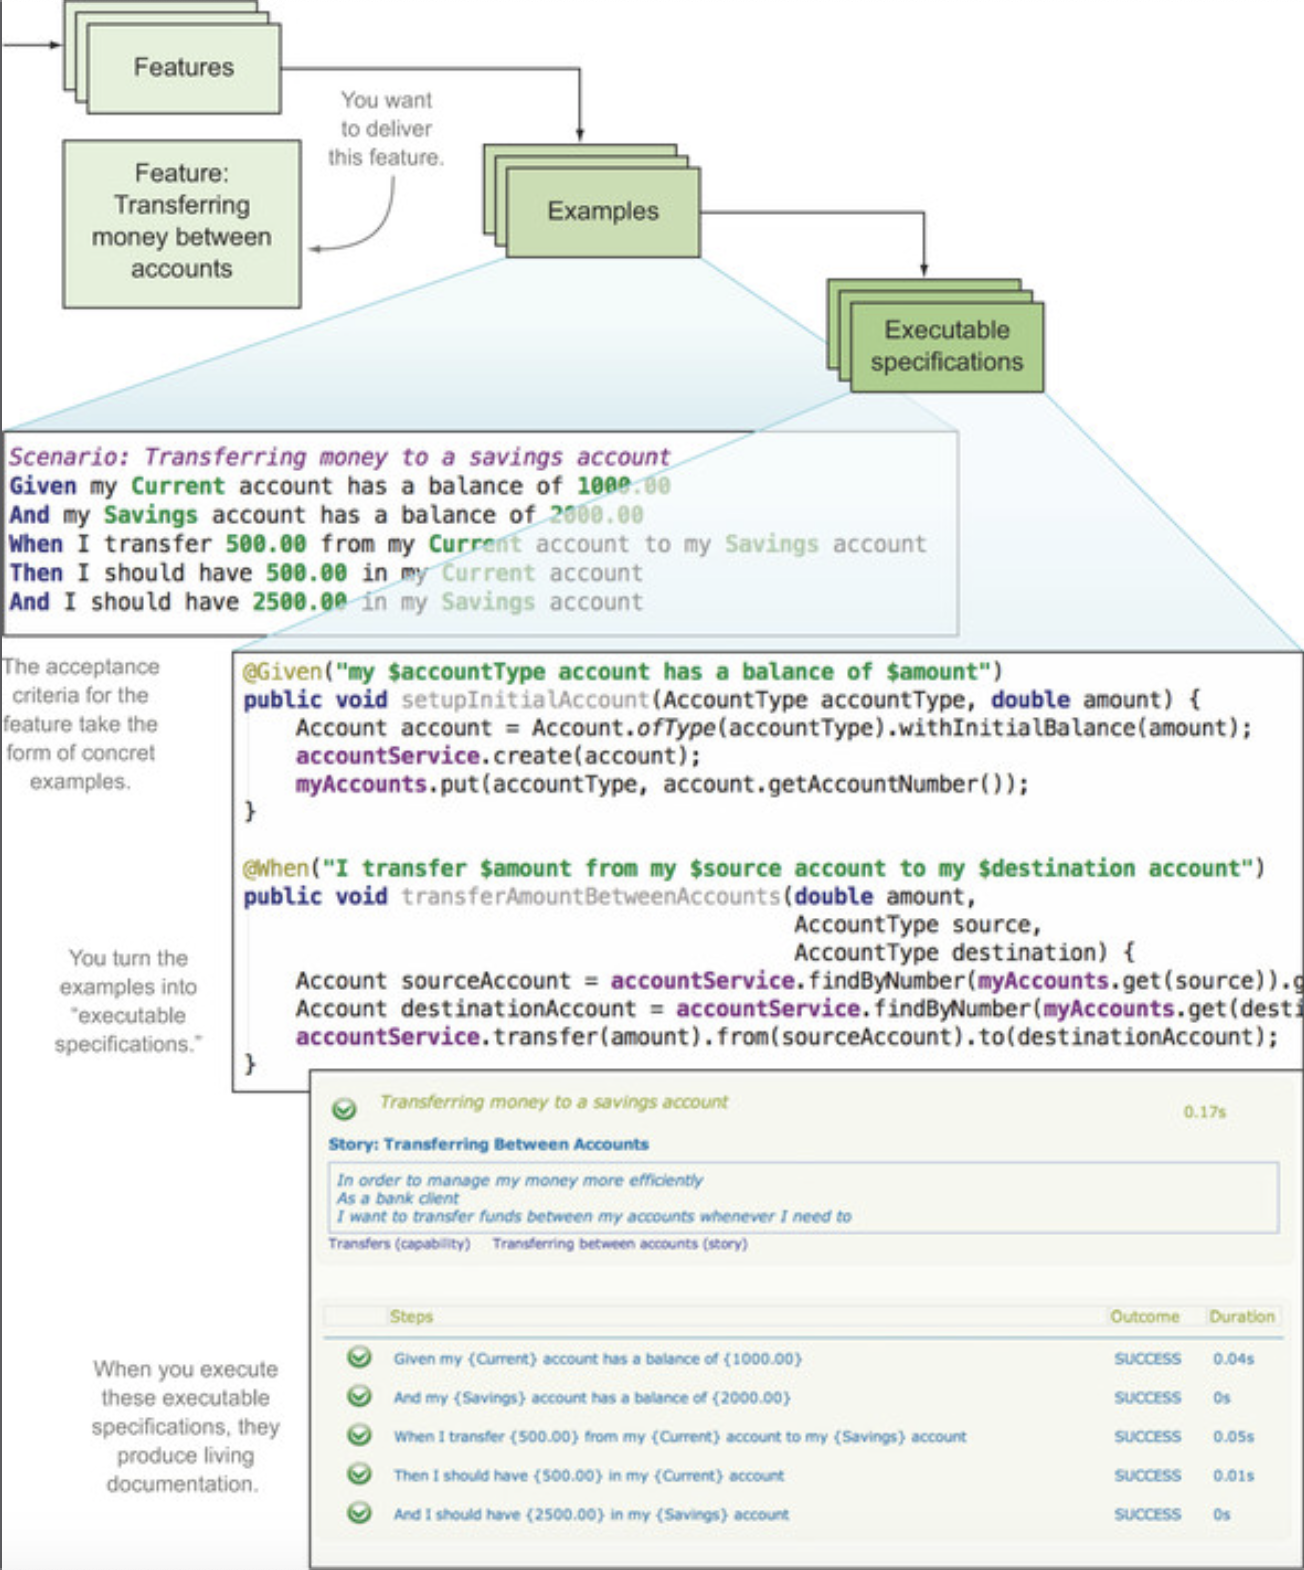 Features
You want
to deliver
this feature.
Feature:
Transferring
money between
accounts
Examples
Executable
specifications
Scenario: Transferring money to a savings account
Given my Current account has a balance of 1000.00
And my Savings account has a balance of 2000.00
When I transfer 500.00 from my Current account to my Savings account
Then I should have 500.00 in my Current account
And I should have 2500.00 in my Savings account
The acceptance
criteria for the
feature take the
form of concret
examples.
@Given("my $accountType account has a balance of $amount")
public void setupInitialAccount(AccountType accountType, double amount) {
    Account account = Account.ofType(accountType).withInitialBalance(amount);
    accountService.create(account);
    myAccounts.put(accountType, account.getAccountNumber());
}
@When("I transfer $amount from my $source account to my $destination account")
public void transferAmountBetweenAccounts(double amount,
                                          AccountType source,
                                          AccountType destination) {
    Account sourceAccount = accountService.findByNumber(myAccounts.get(source)).g
    Account destinationAccount = accountService.findByNumber(myAccounts.get(desti
    accountService.transfer(amount).from(sourceAccount).to(destinationAccount);
}
You turn the
examples into
"executable
specifications."
Transferring money to a savings account 0.17s
Story: Transferring Between Accounts
In order to manage my money more efficiently
As a bank client
I want to transfer funds between my accounts whenever I need to
Transfers (capability) Transferring between accounts (story)
Steps Outcome Duration
Given my {Current} account has a balance of {1000.00} SUCCESS 0.04s
And my {Savings} account has a balance of {2000.00} SUCCESS 0s
When I transfer {500.00} from my {Current} account to my {Savings} account SUCCESS 0.05s
Then I should have {500.00} in my {Current} account SUCCESS 0.01s
And I should have {2500.00} in my {Savings} account SUCCESS 0s
When you execute
these executable
specifications, they
produce living
documentation.